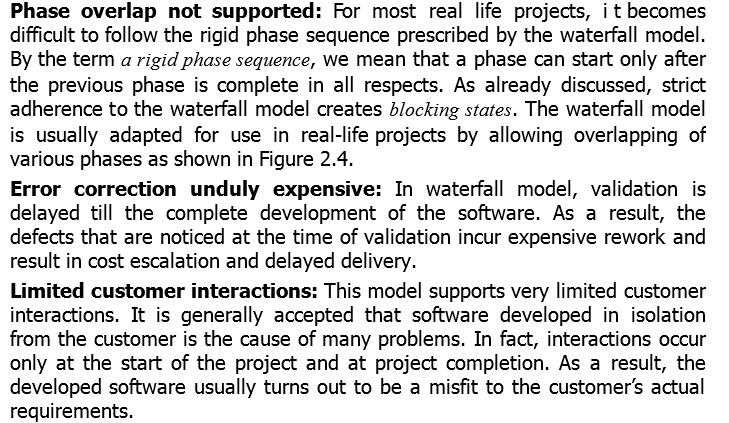 Phase overlap not supported: For most real life projects, i t becomes
difficult to follow the rigid phase sequence prescribed by the waterfall model.
By the term a rigid phase sequence, we mean that a phase can start only after
the previous phase is complete in all respects. As already discussed, strict
adherence to the waterfall model creates blocking states. The waterfall model
is usually adapted for use in real-life projects by allowing overlapping of
various phases as shown in Figure 2.4.
Error correction unduly expensive: In waterfall model, validation is
delayed till the complete development of the software. As a result, the
defects that are noticed at the time of validation incur expensive rework and
result in cost escalation and delayed delivery.
Limited customer interactions: This model supports very limited customer
interactions. It is generally accepted that software developed in isolation
from the customer is the cause of many problems. In fact, interactions occur
only at the start of the project and at project completion. As a result, the
developed software usually turns out to be a misfit to the customer’s actual
requirements.